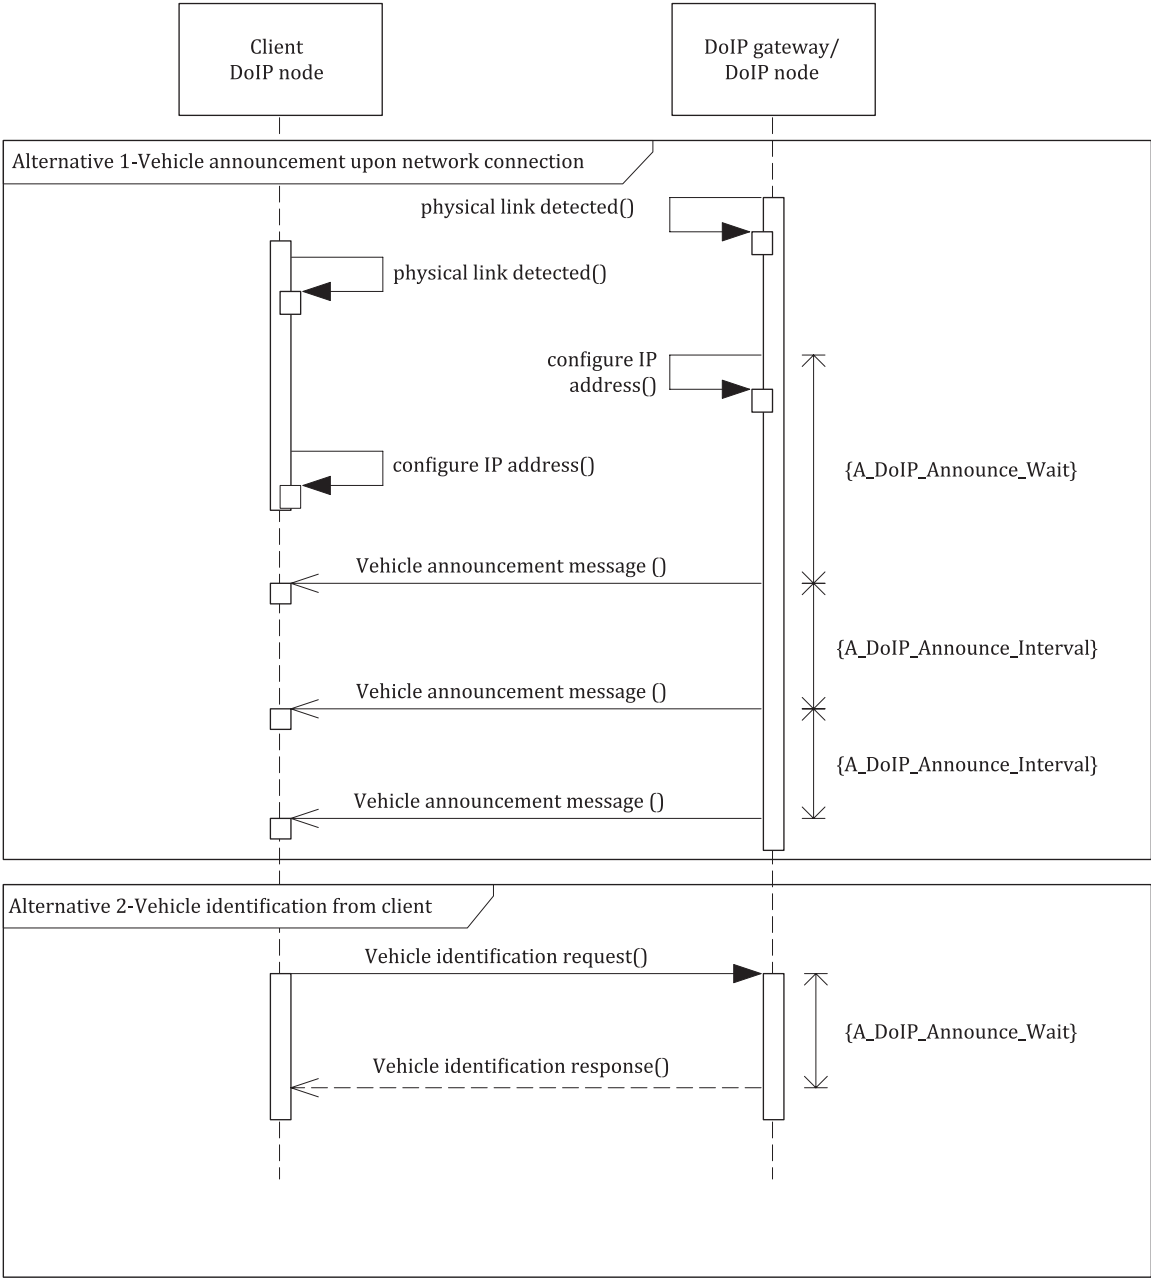 Client
DoIP node
DoIP gateway/
DoIP node
Alternative 1-Vehicle announcement upon network connection
physical link detected()
physical link detected()
configure IP
address()
configure IP address()
{A_DoIP_Announce_Wait}
Vehicle announcement message ()
{A_DoIP_Announce_Interval}
Vehicle announcement message ()
{A_DoIP_Announce_Interval}
Vehicle announcement message ()
Alternative 2-Vehicle identification from client
Vehicle identification request()
{A_DoIP_Announce_Wait}
Vehicle identification response()